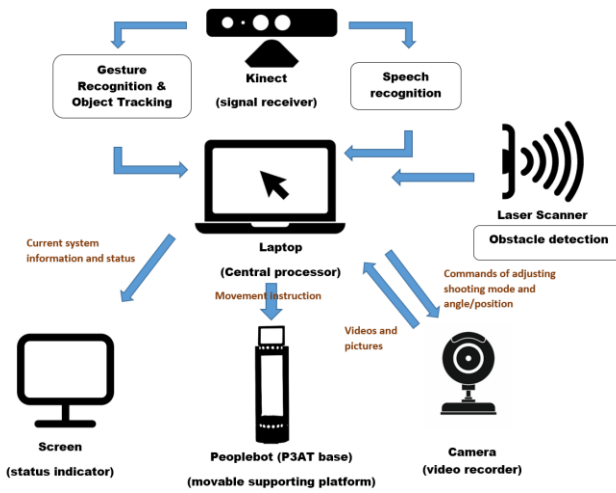 Gesture
Recognition &
Object Tracking
Kinect
(signal receiver)
Speech
recognition
Laser Scanner
Obstacle detection
Laptop
(Central processor)
Current system
information and status
Movement instruction
Commands of adjusting
shooting mode and
angle/position
Videos and
pictures
Screen
(status indicator)
Peoplebot (P3AT base)
(movable supporting platform)
Camera
(video recorder)